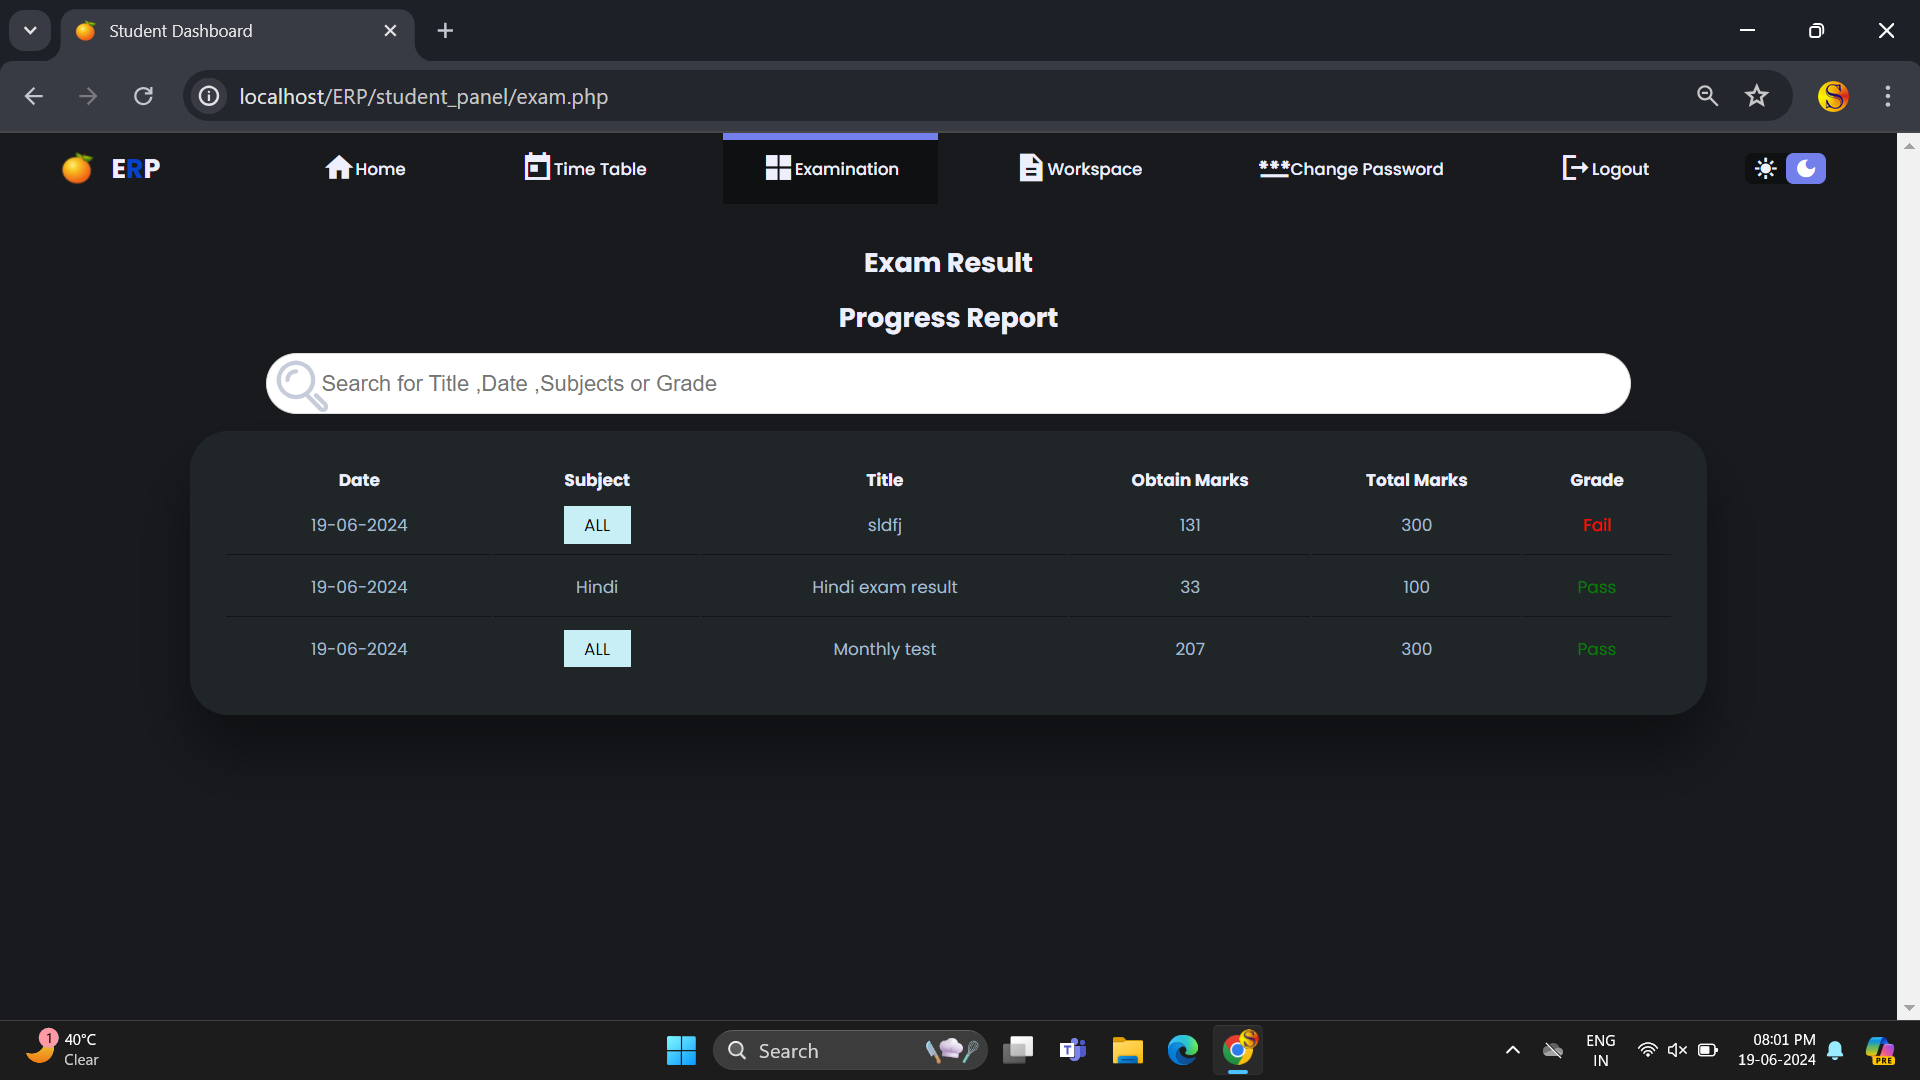 Student Dashboard
localhost/ERP/student_panel/exam.php
ERP
Home
Time Table
Examination
Workspace
***Change Password
Logout
Exam Result
Progress Report
Search for Title ,Date ,Subjects or Grade
Date Subject Title Obtain Marks Total Marks Grade
19-06-2024 ALL sldfj 131 300 Fail
19-06-2024 Hindi Hindi exam result 33 100 Pass
19-06-2024 ALL Monthly test 207 300 Pass
1
40°C
Clear
Search
ENG
IN
08:01 PM
19-06-2024
PRE